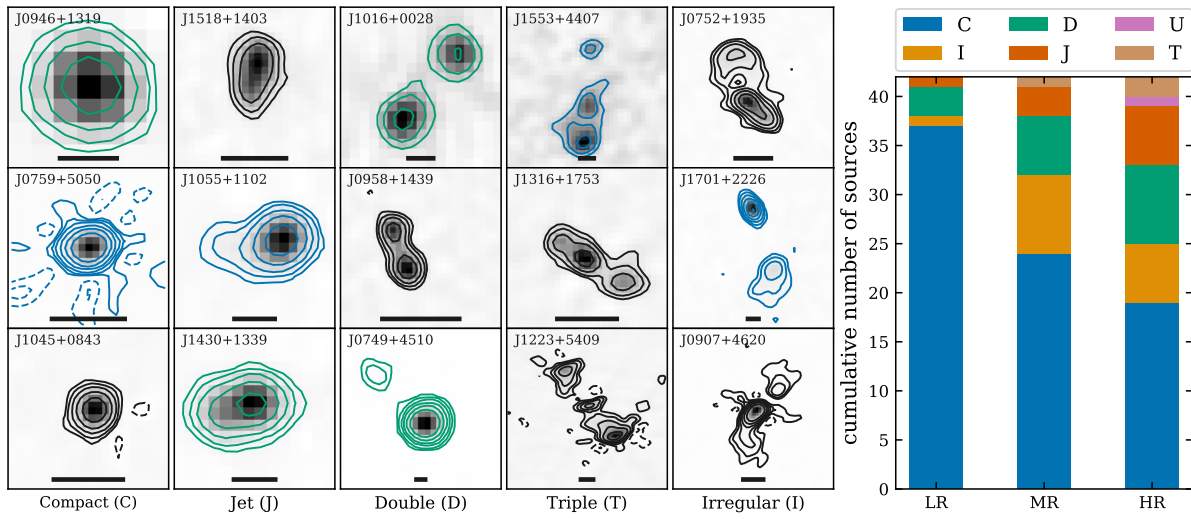 J0946+1319 J1518+1403 J1016+0028 J1553+4407 J0752+1935
J0759+5050 J1055+1102 J0958+1439 J1316+1753 J1701+2226
J1045+0843 J1430+1339 J0749+4510 J1223+5409 J0907+4620
Compact (C) Jet (J) Double (D) Triple (T) Irregular (I)
C D U
I J T
cumulative number of sources
40
35
30
25
20
15
10
5
0
LR MR HR